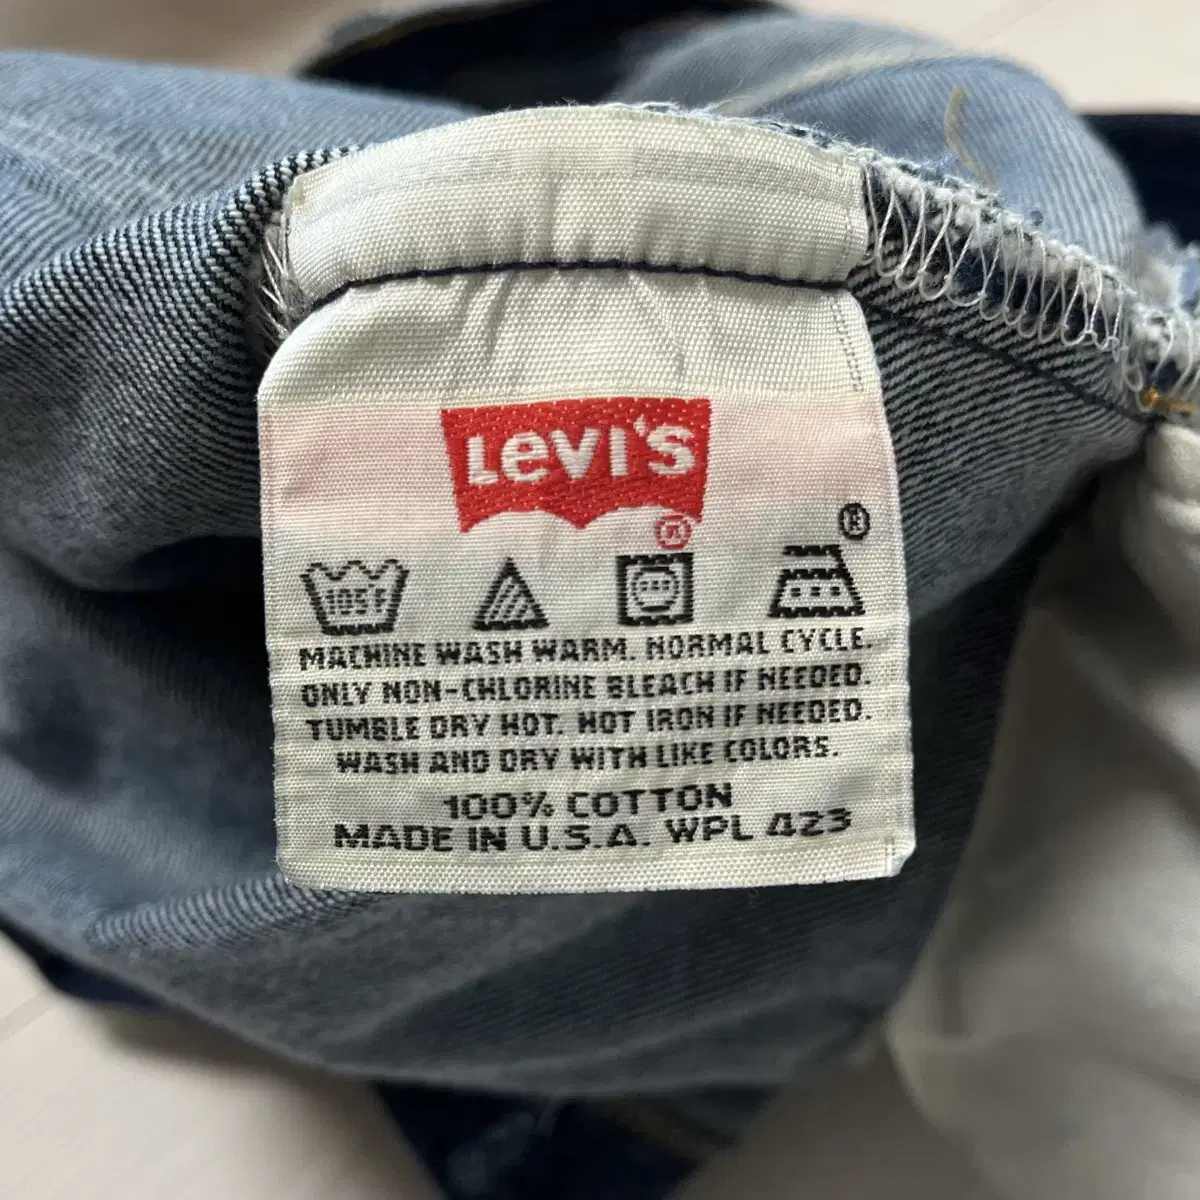 LEVI'S
®
®
105°F
MACHINE WASH WARM. NORMAL CYCLE.
ONLY NON-CHLORINE BLEACH IF NEEDED.
TUMBLE DRY HOT. HOT IRON IF NEEDED.
WASH AND DRY WITH LIKE COLORS.
100% COTTON
MADE IN U.S.A. WPL 423